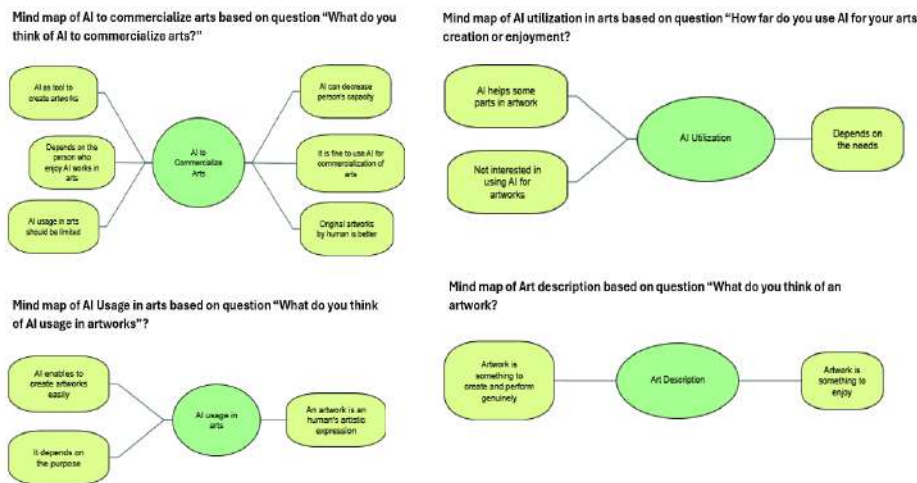 Mind map of AI to commercialize arts based on question "What do you
think of AI to commercialize arts?"
AI as tool to
create artworks
Depends on the
person who
enjoy AI works in
arts
AI usage in arts
should be limited
AI to
Commercialize
Arts
AI can decrease
person's capacity
It is fine to use AI for
commercialization of
arts
Original artworks
by human is better
Mind map of AI utilization in arts based on question "How far do you use AI for your arts
creation or enjoyment?
AI helps some
parts in artwork
Not interested in
using AI for
artworks
AI Utilization
Depends on
the needs
Mind map of AI Usage in arts based on question "What do you think
of AI usage in artworks"?
AI enables to
create artworks
easily
It depends on
the purpose
AI usage in
arts
An artwork is an
human's artistic
expression
Mind map of Art description based on question "What do you think of an
artwork?
Artwork is
something to
create and perform
genuinely
Art Description
Artwork is
something to
enjoy